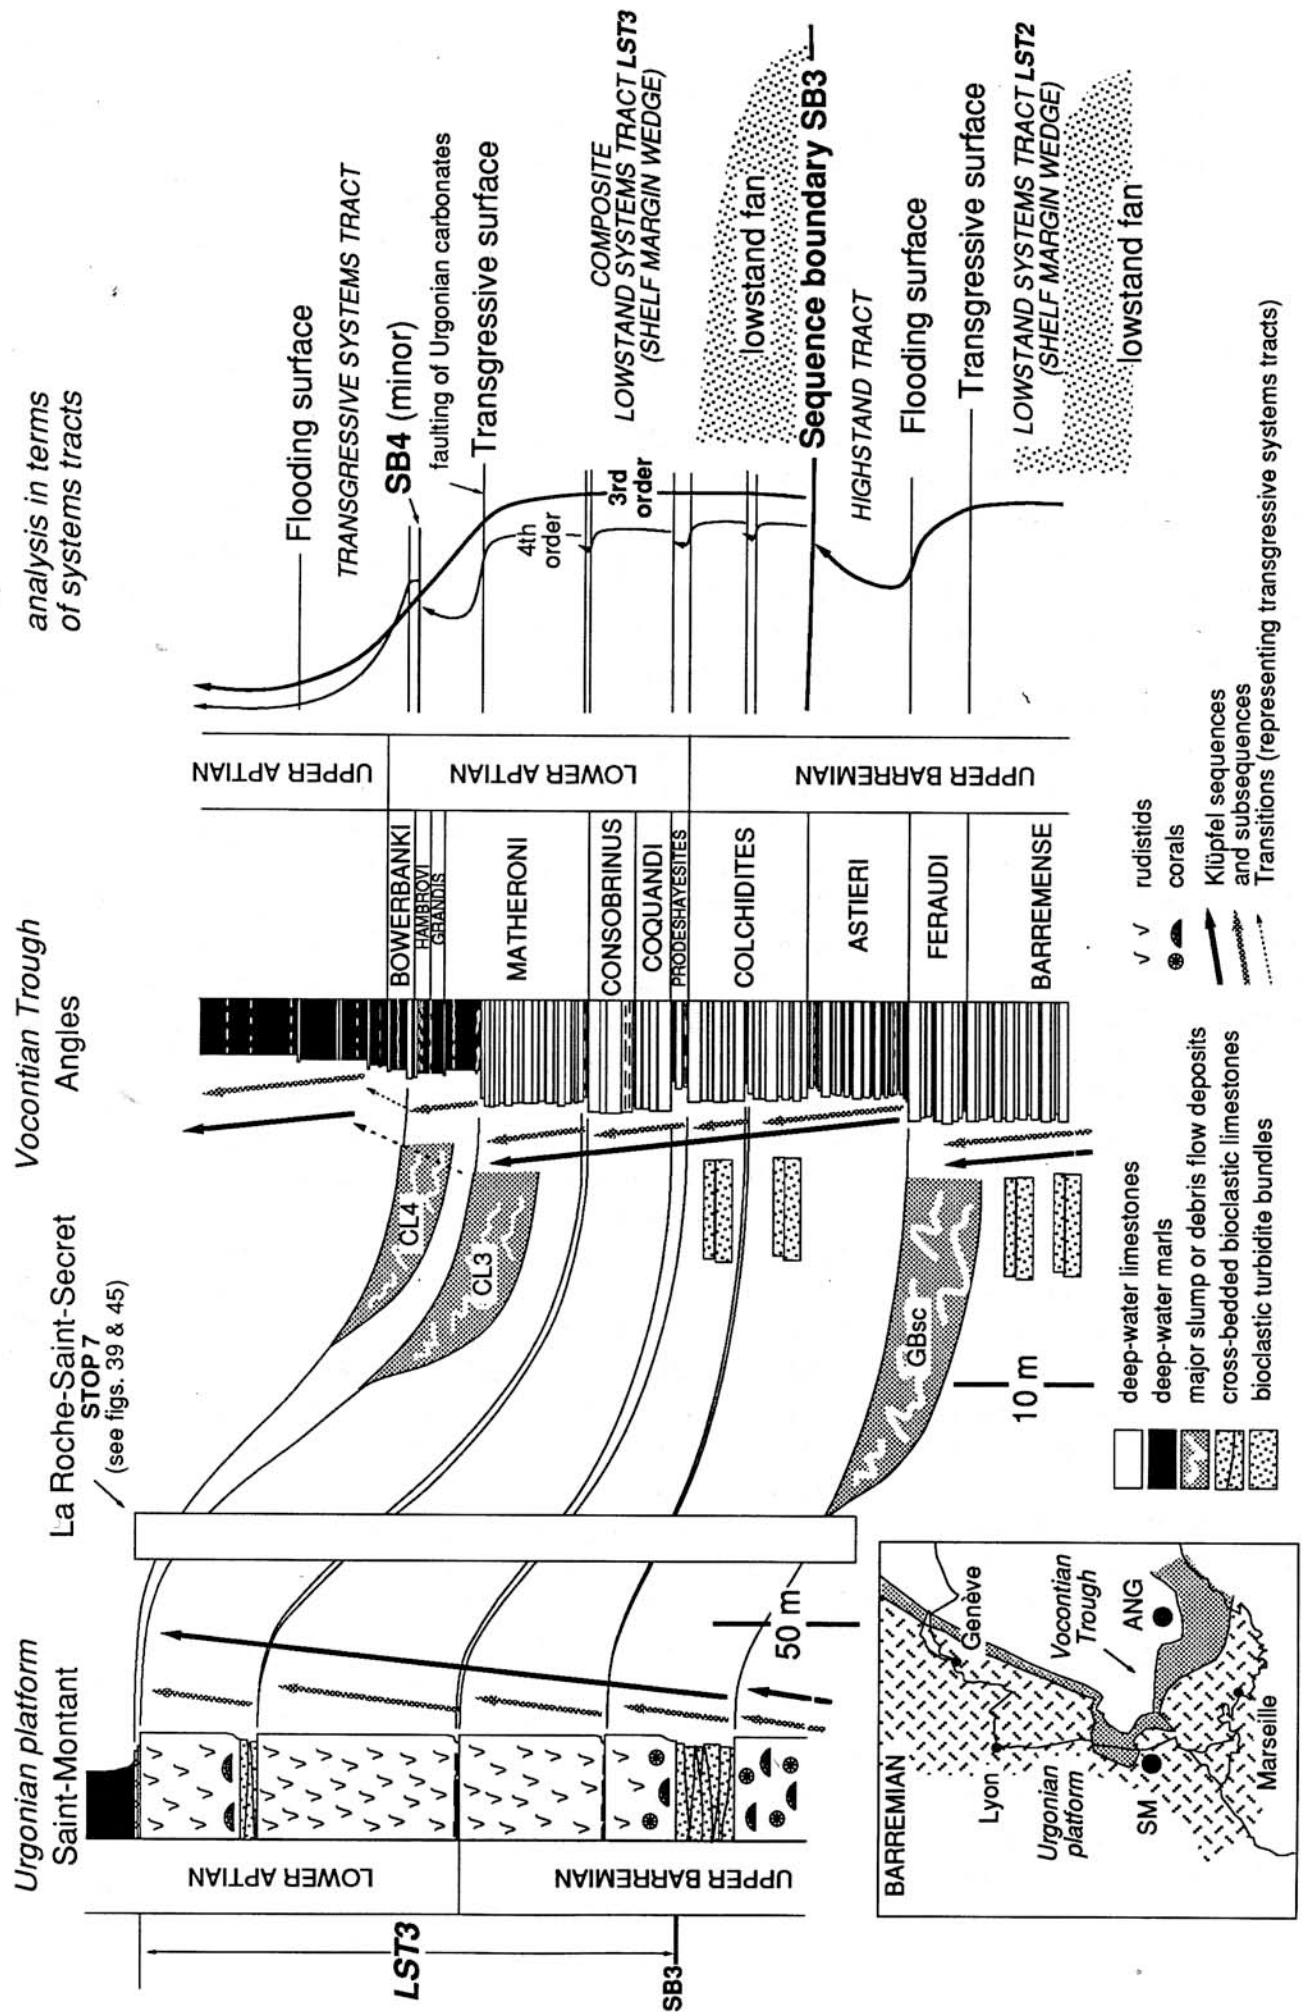 Urgonian platform
Saint-Montant
La Roche-Saint-Secret
STOP 7
(see figs. 39 & 45)
Vocontian Trough
Angles
analysis in terms
of systems tracts
LST3
SB3
LOWER APTIAN
UPPER BARREMIAN
50 m
CL4
CL3
GBsc
10 m
BOWERBANKI
HAMBROVI
GRANDIS
MATHERONI
CONSOBRINUS
COQUANDI
PRODESHAYESITES
COLCHIDITES
ASTIERI
FERAUDI
BARREMENSE
UPPER APTIAN
LOWER APTIAN
UPPER BARREMIAN
4th
order
3rd
order
Flooding surface
TRANSGRESSIVE SYSTEMS TRACT
SB4 (minor)
faulting of Urgonian carbonates
Transgressive surface
COMPOSITE
LOWSTAND SYSTEMS TRACT LST3
(SHELF MARGIN WEDGE)
lowstand fan
Sequence boundary SB3
HIGHSTAND TRACT
Flooding surface
Transgressive surface
LOWSTAND SYSTEMS TRACT LST2
(SHELF MARGIN WEDGE)
lowstand fan
BARREMIAN
Lyon
Genève
Urgonian
platform
Vocontian
Trough
SM
ANG
Marseille
deep-water limestones
deep-water marls
major slump or debris flow deposits
cross-bedded bioclastic limestones
bioclastic turbidite bundles
rudistids
corals
Klüpfel sequences
and subsequences
Transitions (representing transgressive systems tracts)